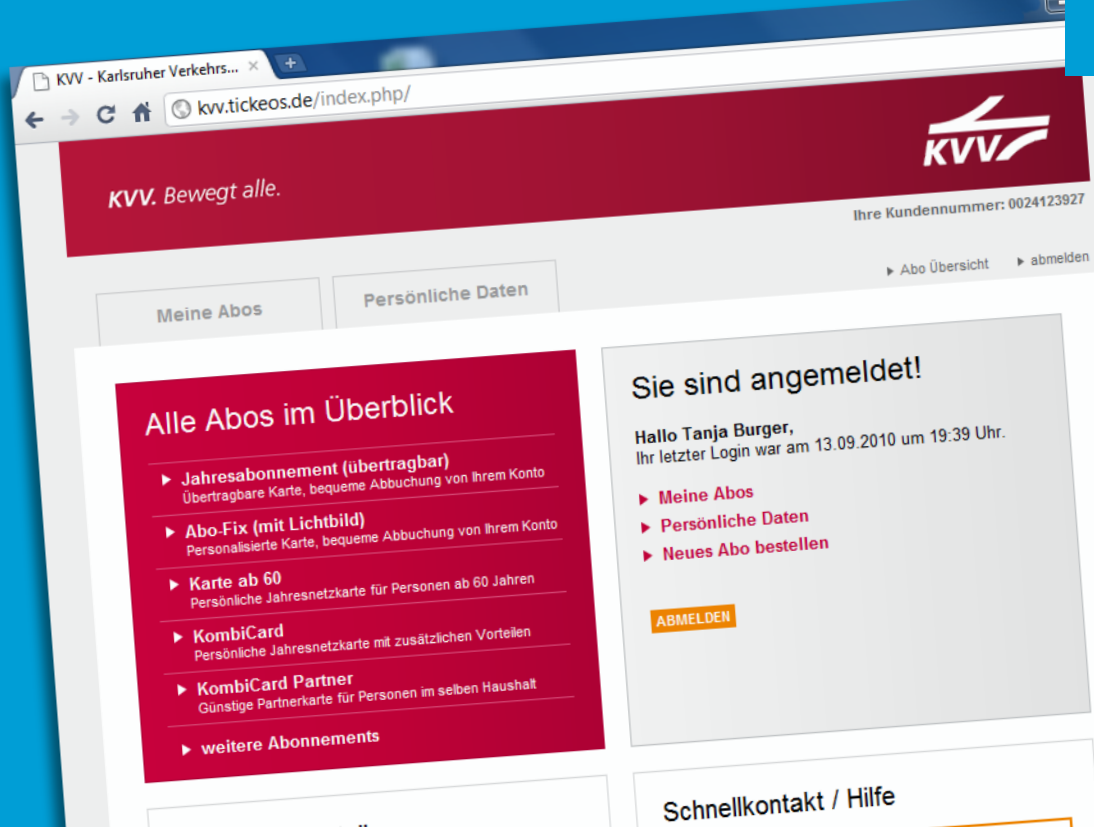 KVV - Karlsruher Verkehrs...
kvv.tickeos.de/index.php/
KVV. Bewegt alle.
KVV
Ihre Kundennummer: 0024123927
Abo Übersicht
abmelden
Meine Abos
Persönliche Daten
Alle Abos im Überblick
Jahresabonnement (übertragbar)
Übertragbare Karte, bequeme Abbuchung von Ihrem Konto
Abo-Fix (mit Lichtbild)
Personalisierte Karte, bequeme Abbuchung von Ihrem Konto
Karte ab 60
Persönliche Jahresnetzkarte für Personen ab 60 Jahren
KombiCard
Persönliche Jahresnetzkarte mit zusätzlichen Vorteilen
KombiCard Partner
Günstige Partnerkarte für Personen im selben Haushalt
weitere Abonnements
Sie sind angemeldet!
Hallo Tanja Burger,
Ihr letzter Login war am 13.09.2010 um 19:39 Uhr.
Meine Abos
Persönliche Daten
Neues Abo bestellen
ABMELDEN
Schnellkontakt / Hilfe